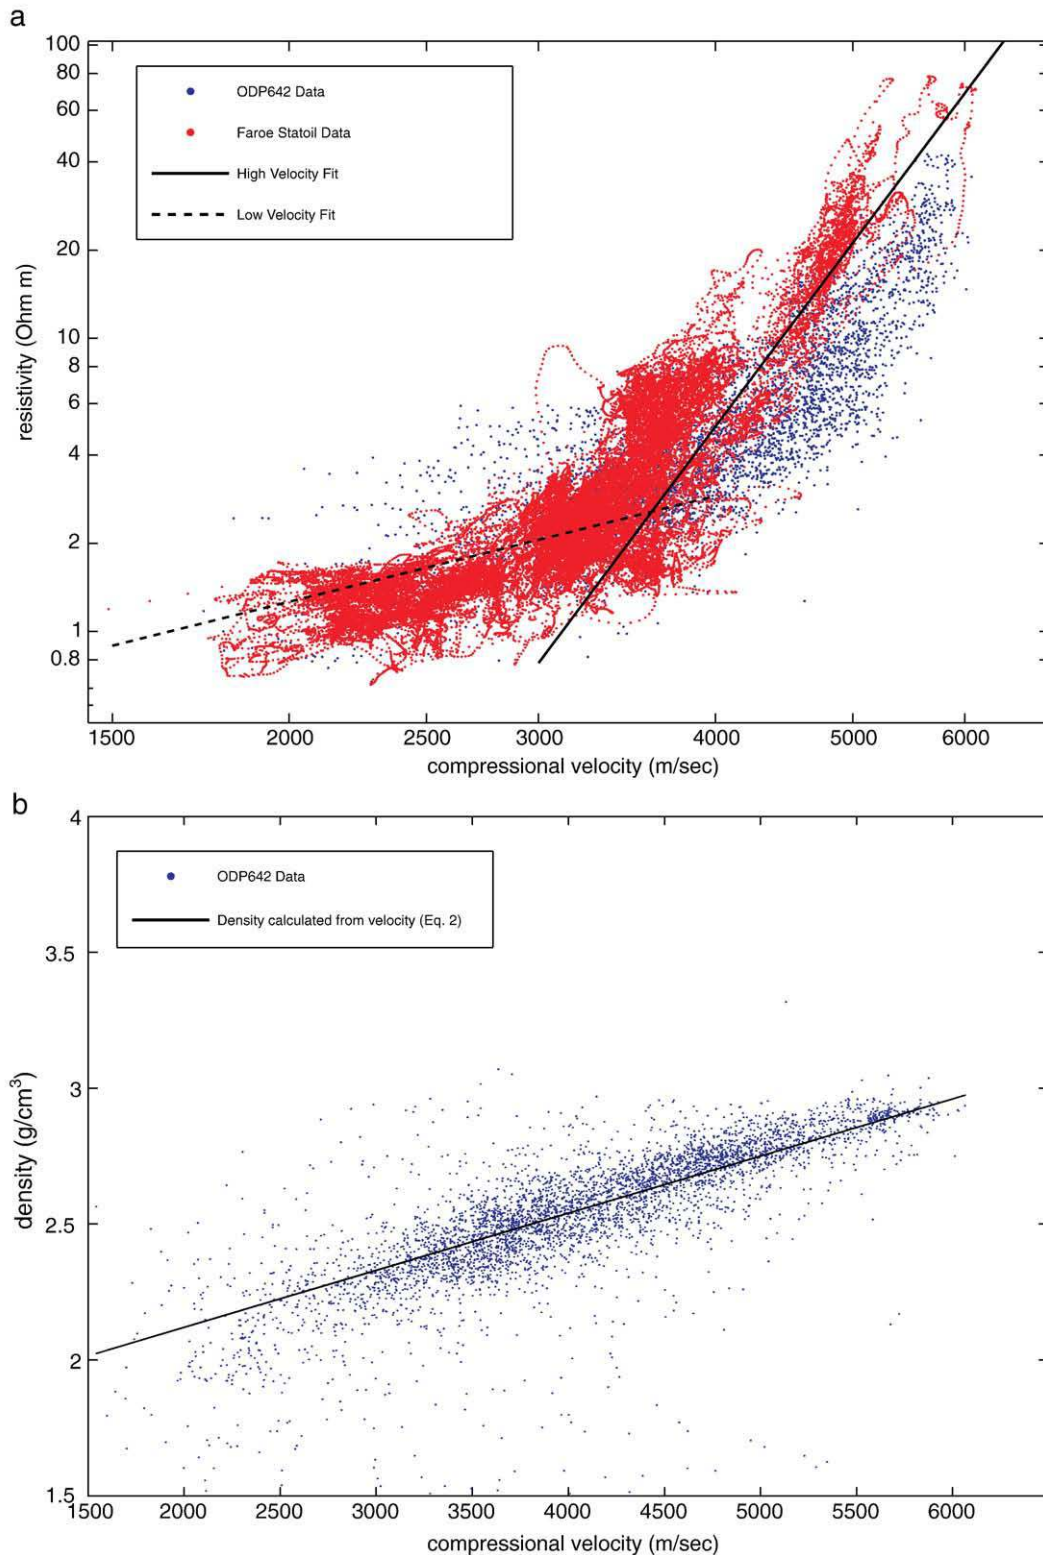 a
100
80
60
40
20
10
8
6
4
2
1
0.8
resistivity (Ohm m)
ODP642 Data
Faroe Statoil Data
High Velocity Fit
Low Velocity Fit
1500 2000 2500 3000 4000 5000 6000
compressional velocity (m/sec)
b
4
3.5
3
2.5
2
1.5
density (g/cm³)
ODP642 Data
Density calculated from velocity (Eq. 2)
1500 2000 2500 3000 3500 4000 4500 5000 5500 6000
compressional velocity (m/sec)